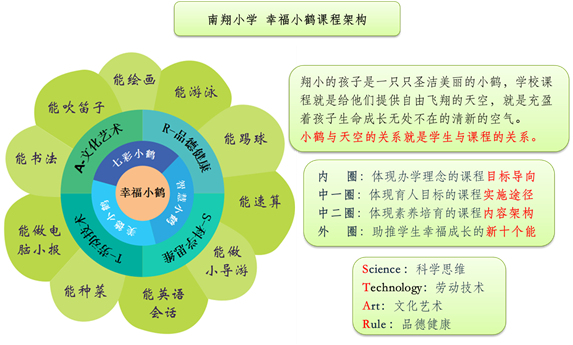 南翔小学 幸福小鹤课程架构
能绘画
能游泳
能吹笛子
能踢球
能书法
能速算
能做电
脑小报
能做
小导游
能种菜
能英语
会话
A-文化艺术
R-品德健康
T-劳动技术
S-科学思维
七彩小鹤
智慧小鹤
美德小鹤
幸福小鹤
翔小的孩子是一只只圣洁美丽的小鹤，学校课
程就是给他们提供自由飞翔的天空，就是充盈
着孩子生命成长无处不在的清新的空气。
小鹤与天空的关系就是学生与课程的关系。
内 圈：体现办学理念的课程目标导向
中一圈：体现育人目标的课程实施途径
中二圈：体现素养培育的课程内容架构
外 圈：助推学生幸福成长的新十个能
Science：科学思维
Technology：劳动技术
Art：文化艺术
Rule：品德健康